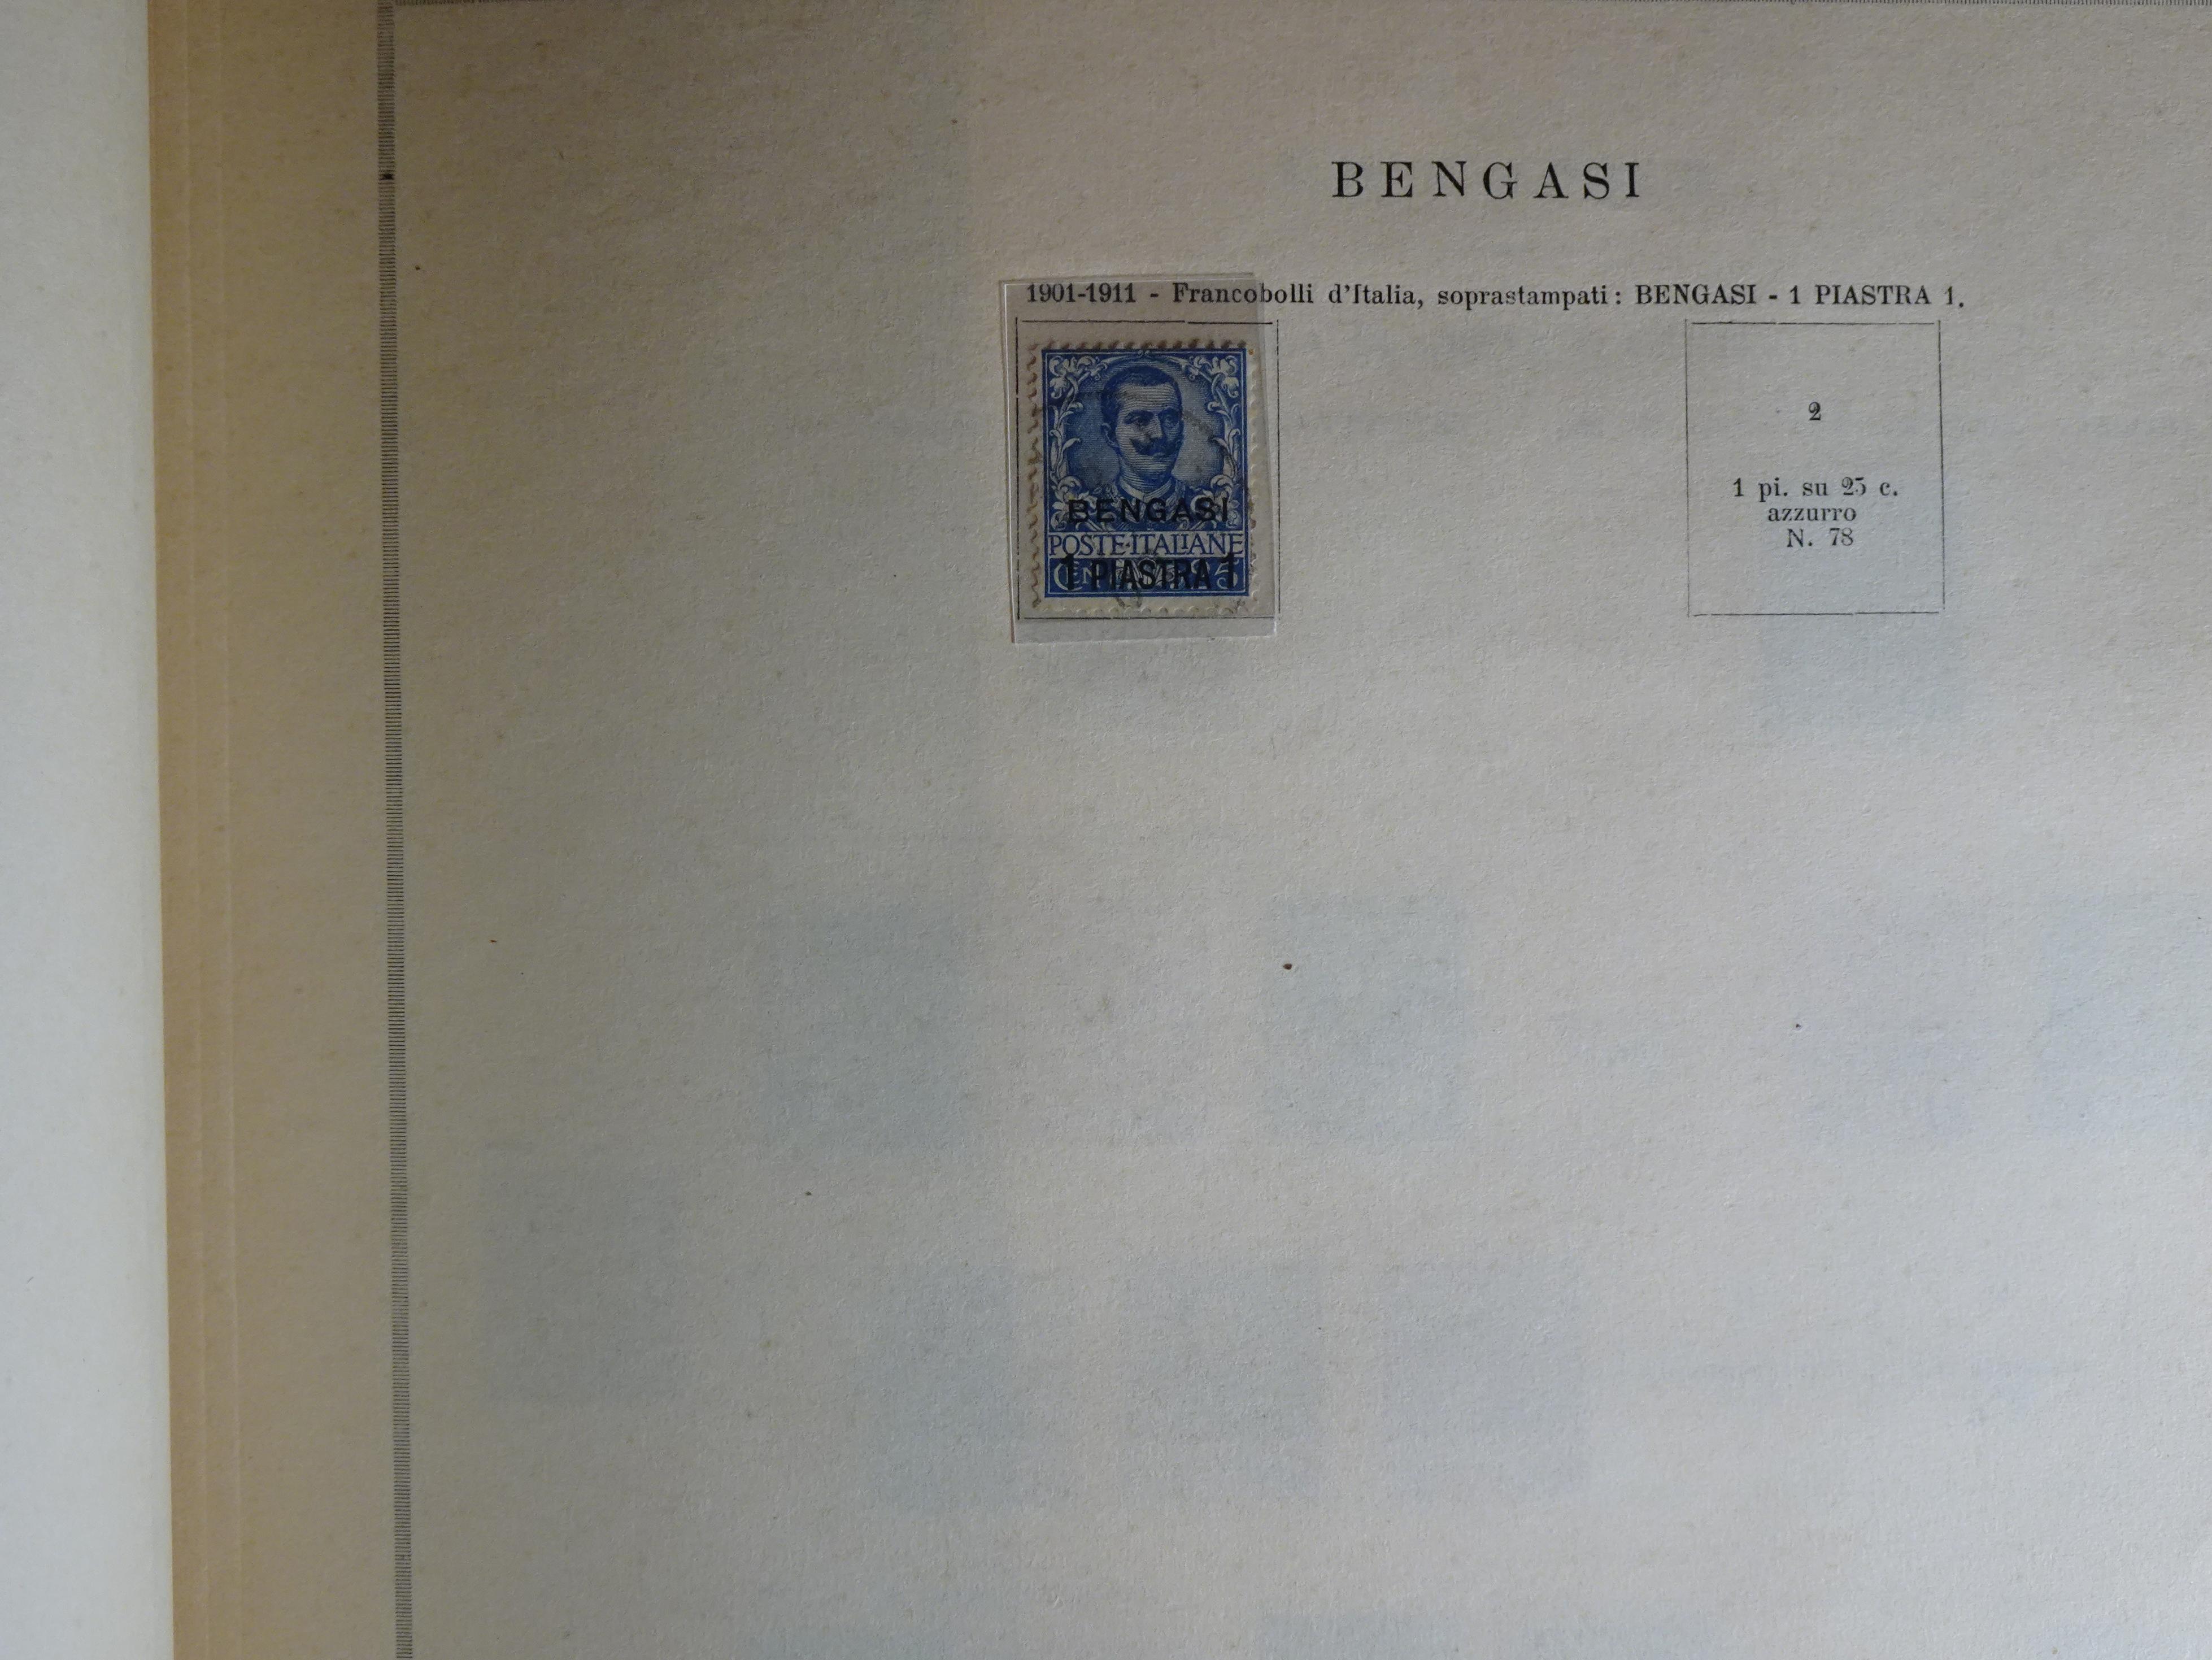 BENGASI
1901-1911 - Francobolli d'Italia, soprastampati: BENGASI - 1 PIASTRA 1.
BENGASI
POSTE·ITALIANE
1 PIASTRA 1
25
2
1 pi. su 25 c.
azzurro
N. 78